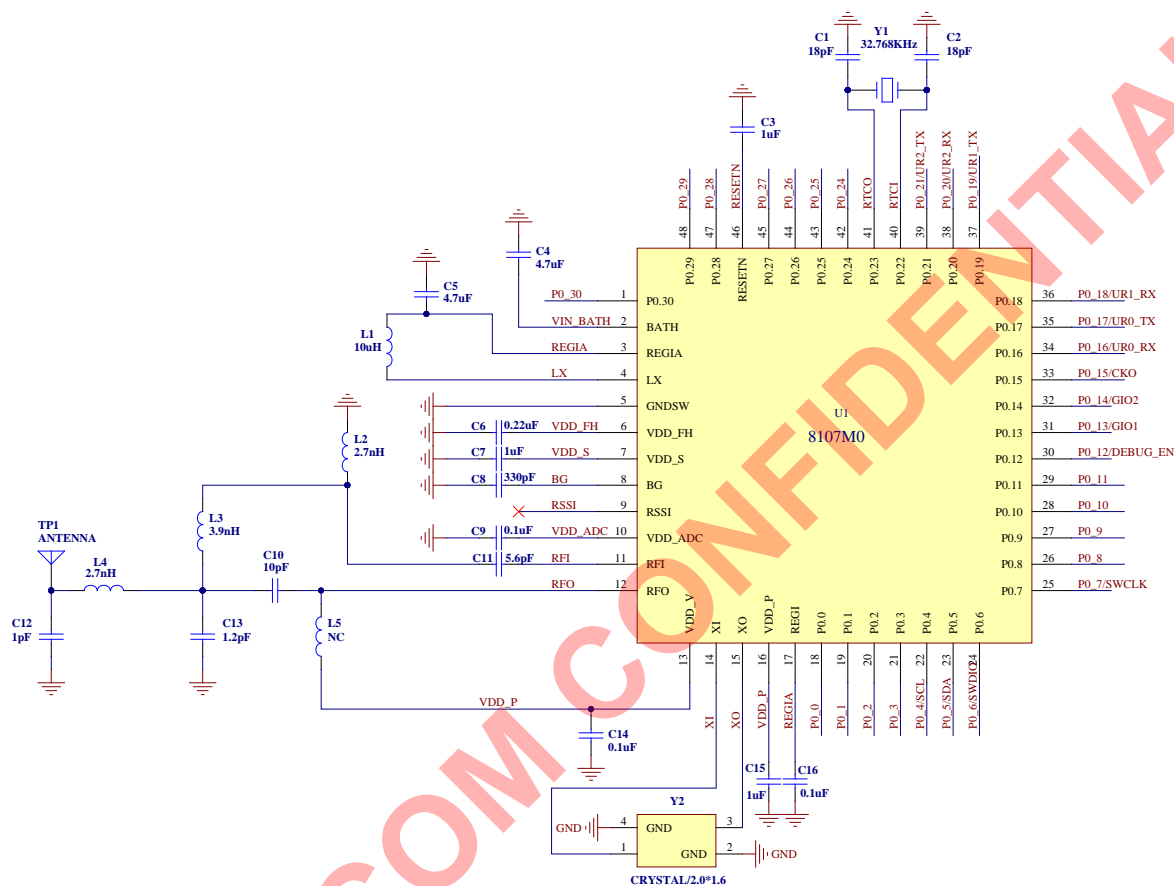 C1
18pF
Y1
32.768KHz
C2
18pF
C3
1uF
C4
4.7uF
C5
4.7uF
L1
10uH
P0_29
P0_28
RESETN
P0_27
P0_26
P0_25
P0_24
RTCO
RTCI
P0_21/UR2_TX
P0_20/UR2_RX
P0_19/UR1_TX
48
47
46
45
44
43
42
41
40
39
38
37
P0.29
P0.28
RESETN
P0.27
P0.26
P0.25
P0.24
P0.23
P0.22
P0.21
P0.20
P0.19
P0_30 1 P0.30
VIN_BATH 2 BATH
REGIA 3 REGIA
LX 4 LX
5 GNDSW
C6 0.22uF VDD_FH 6 VDD_FH
C7 1uF VDD_S 7 VDD_S
C8 330pF BG 8 BG
RSSI 9 RSSI
C9 0.1uF VDD_ADC 10 VDD_ADC
C11 5.6pF RFI 11 RFI
RFO 12 RFO
U1
8107M0
P0.18 36 P0_18/UR1_RX
P0.17 35 P0_17/UR0_TX
P0.16 34 P0_16/UR0_RX
P0.15 33 P0_15/CKO
P0.14 32 P0_14/GIO2
P0.13 31 P0_13/GIO1
P0.12 30 P0_12/DEBUG_EN
P0.11 29 P0_11
P0.10 28 P0_10
P0.9 27 P0_9
P0.8 26 P0_8
P0.7 25 P0_7/SWCLK
L2
2.7nH
L3
3.9nH
TP1
ANTENNA
L4
2.7nH
C10
10pF
C12
1pF
C13
1.2pF
L5
NC
VDD_V
XI
XO
VDD_P
REGI
P0.0
P0.1
P0.2
P0.3
P0.4
P0.5
P0.6
13
14
15
16
17
18
19
20
21
22
23
24
VDD_P
XI
XO
VDD_P
REGIA
P0_0
P0_1
P0_2
P0_3
P0_4/SCL
P0_5/SDA
P0_6/SWDIO
C14
0.1uF
C15
1uF
C16
0.1uF
Y2
GND 4 GND 3
1 GND 2 GND
CRYSTAL/2.0*1.6
COM CONFIDENTIA